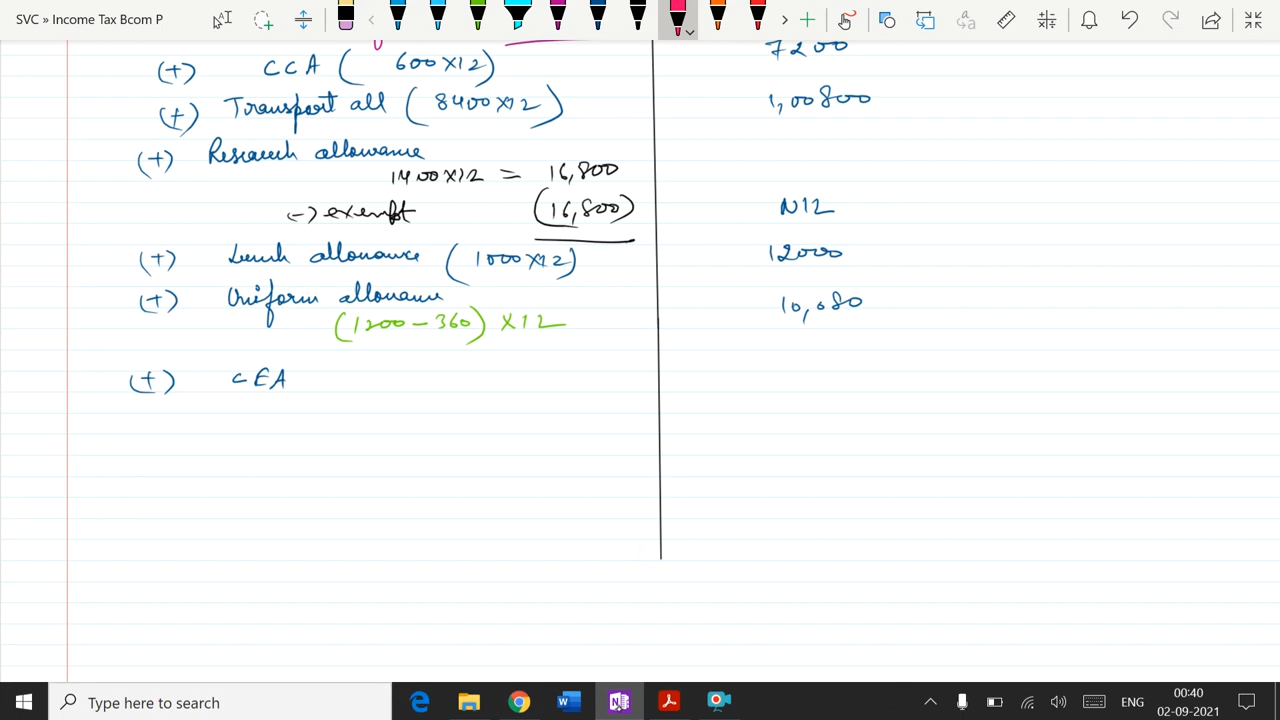 SVC » Income Tax Bcom P
7200
(+) CCA ( 600×12)
(+) Transport all ( 8400×12 ) 1,00800
(+) Research allowance
1400×12 = 16,800
(-) exempt (16,800) NIL
(+) Lunch allowance ( 1000×12) 12000
(+) Uniform allowance 10,080
(1200-360) ×12
(+) CEA
Type here to search
ENG
00:40
02-09-2021